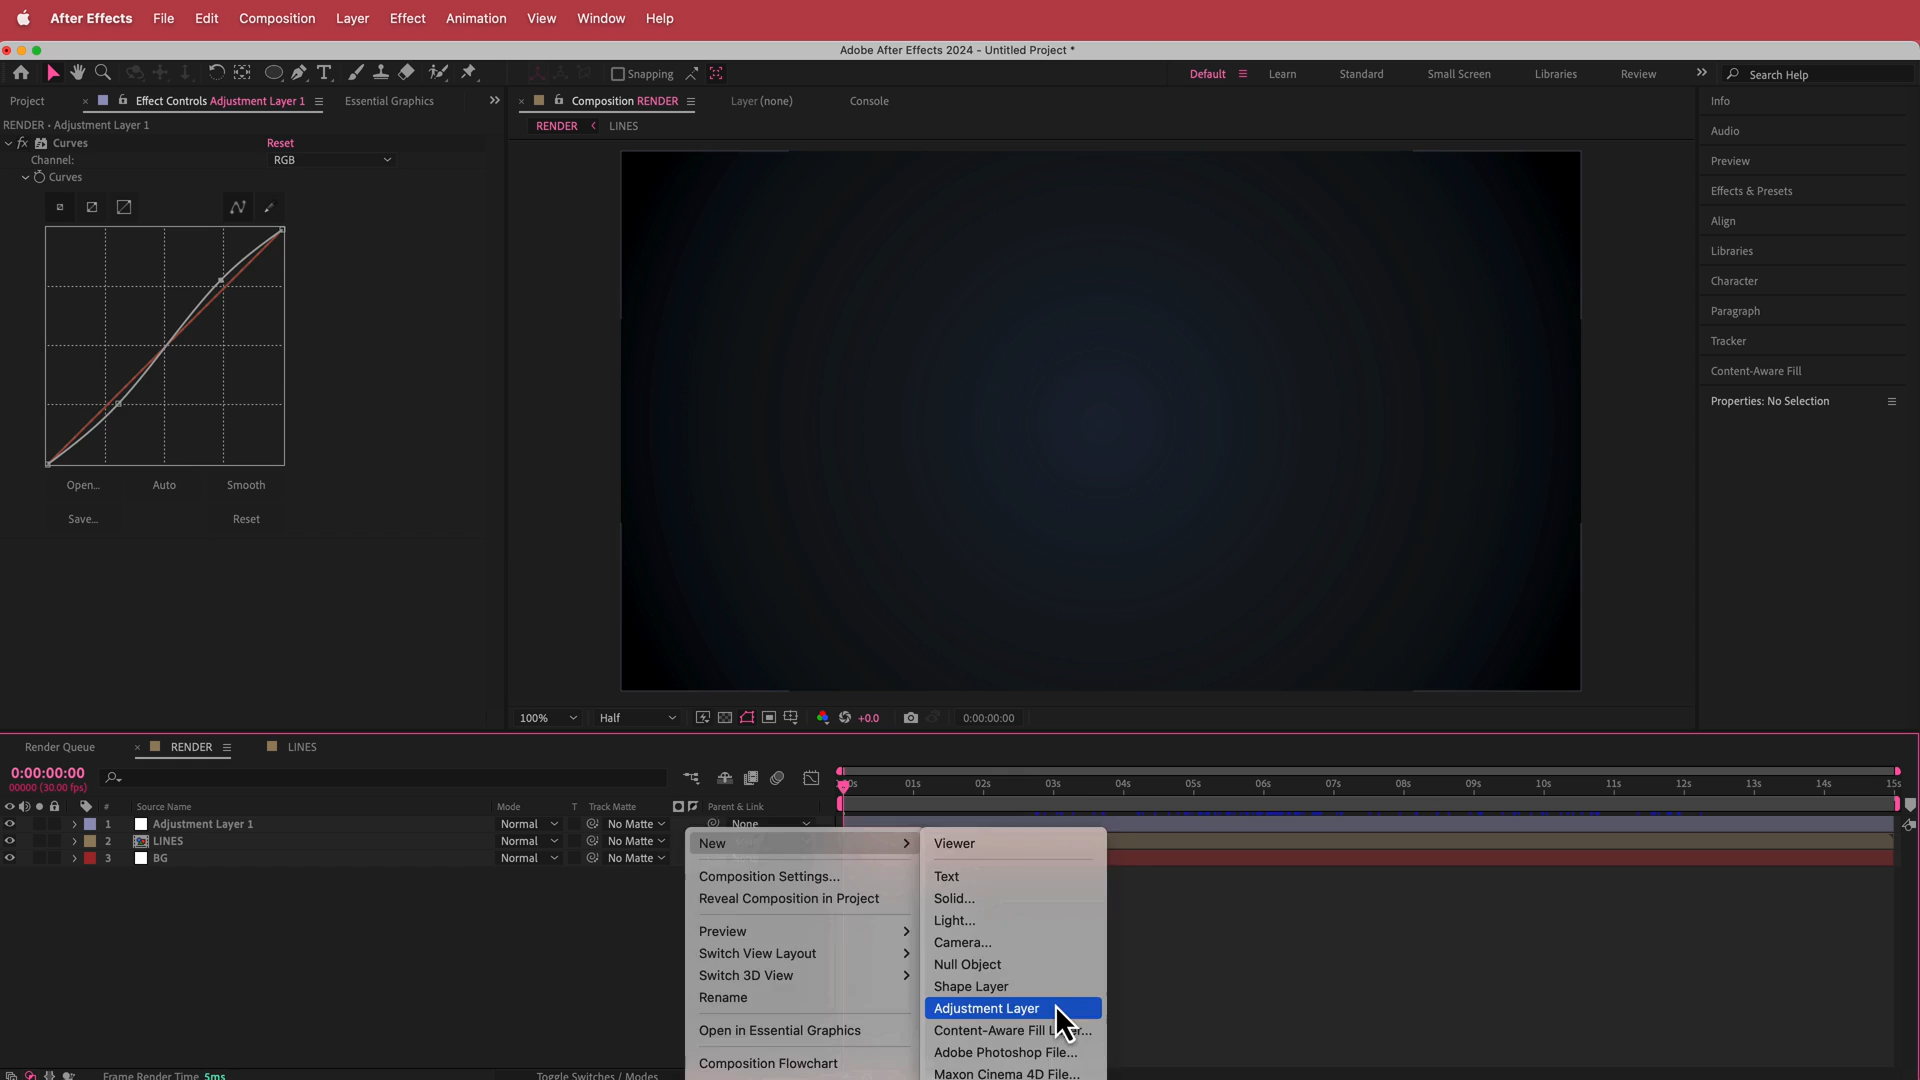 After Effects File Edit Composition Layer Effect Animation View Window Help
Adobe After Effects 2024 - Untitled Project *
Snapping Default Learn Standard Small Screen Libraries Review Search Help
Project Effect Controls Adjustment Layer 1 Essential Graphics Composition RENDER Layer (none) Console Info
RENDER • Adjustment Layer 1
RENDER LINES
Curves Reset
Channel: RGB
Curves
Open... Auto Smooth
Save... Reset
Audio
Preview
Effects & Presets
Align
Libraries
Character
Paragraph
Tracker
Content-Aware Fill
Properties: No Selection
100% Half +0.0 0:00:00:00
Render Queue RENDER LINES
0:00:00:00
00000 (30.00 fps)
01s 02s 03s 04s 05s 06s 07s 08s 09s 10s 11s 12s 13s 14s 15s
# Source Name Mode T Track Matte Parent & Link
1 Adjustment Layer 1 Normal No Matte None
2 LINES Normal No Matte
3 BG Normal No Matte
New
Composition Settings...
Reveal Composition in Project
Preview
Switch View Layout
Switch 3D View
Rename
Open in Essential Graphics
Composition Flowchart
Viewer
Text
Solid...
Light...
Camera...
Null Object
Shape Layer
Adjustment Layer
Content-Aware Fill
Adobe Photoshop File...
Maxon Cinema 4D File...
Frame Render Time 5ms Toggle Switches / Modes